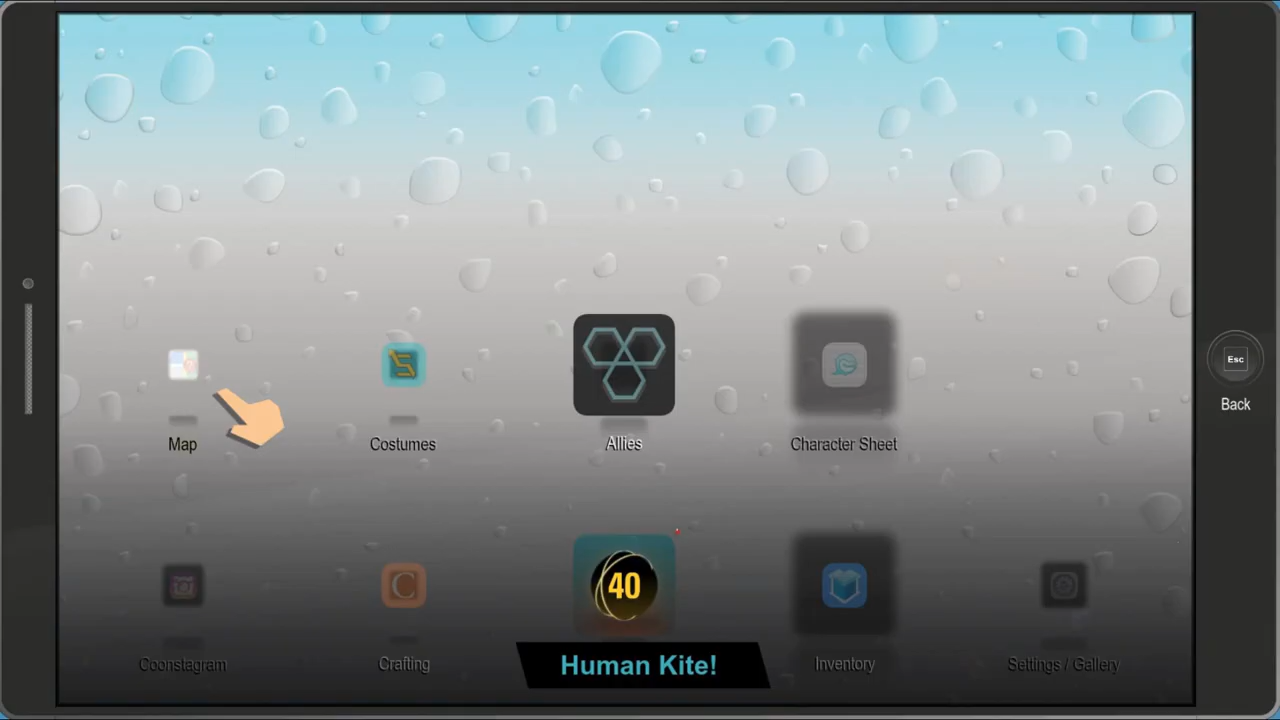 Esc
Back
Map
Costumes
Allies
Character Sheet
C
40
Human Kite!
Coonstagram
Crafting
Inventory
Settings / Gallery